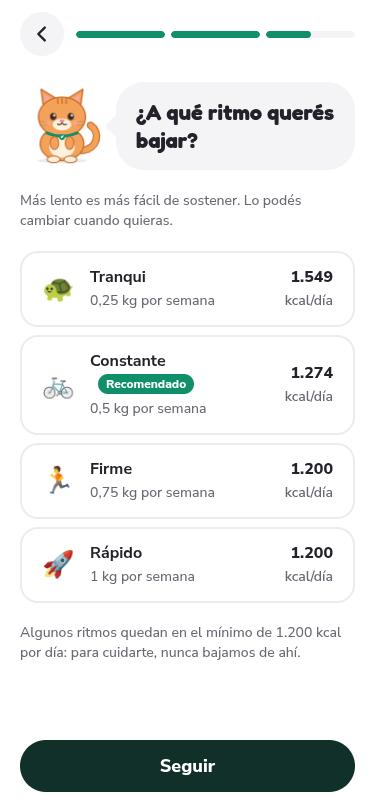 ¿A qué ritmo querés
bajar?
Más lento es más fácil de sostener. Lo podés
cambiar cuando quieras.
Tranqui
0,25 kg por semana
1.549
kcal/día
Constante
Recomendado
0,5 kg por semana
1.274
kcal/día
Firme
0,75 kg por semana
1.200
kcal/día
Rápido
1 kg por semana
1.200
kcal/día
Algunos ritmos quedan en el mínimo de 1.200 kcal
por día: para cuidarte, nunca bajamos de ahí.
Seguir